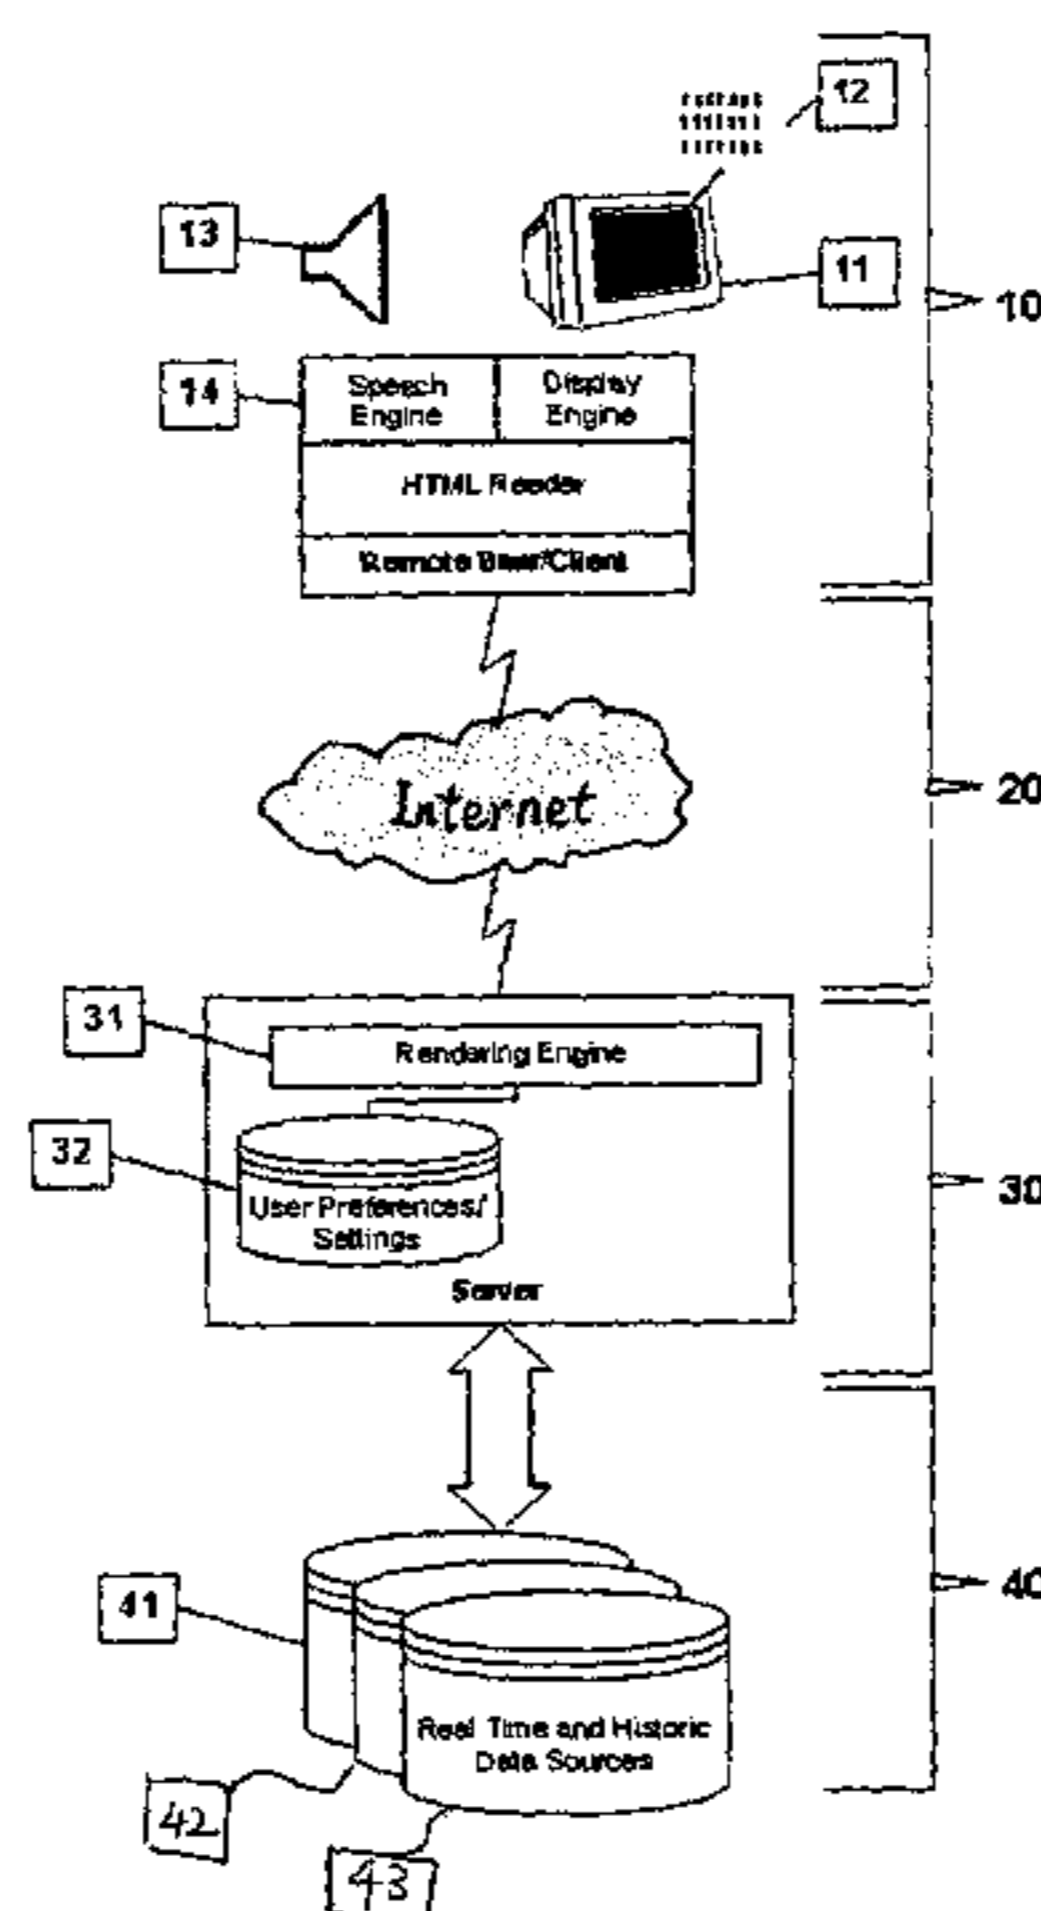 12
13
11
10
14
Speech
Engine
Display
Engine
HTML Reader
Remote User/Client
Internet
20
31
Rendering Engine
32
User Preferences/
Settings
Server
30
41
40
Real Time and Historic
Data Sources
42
43